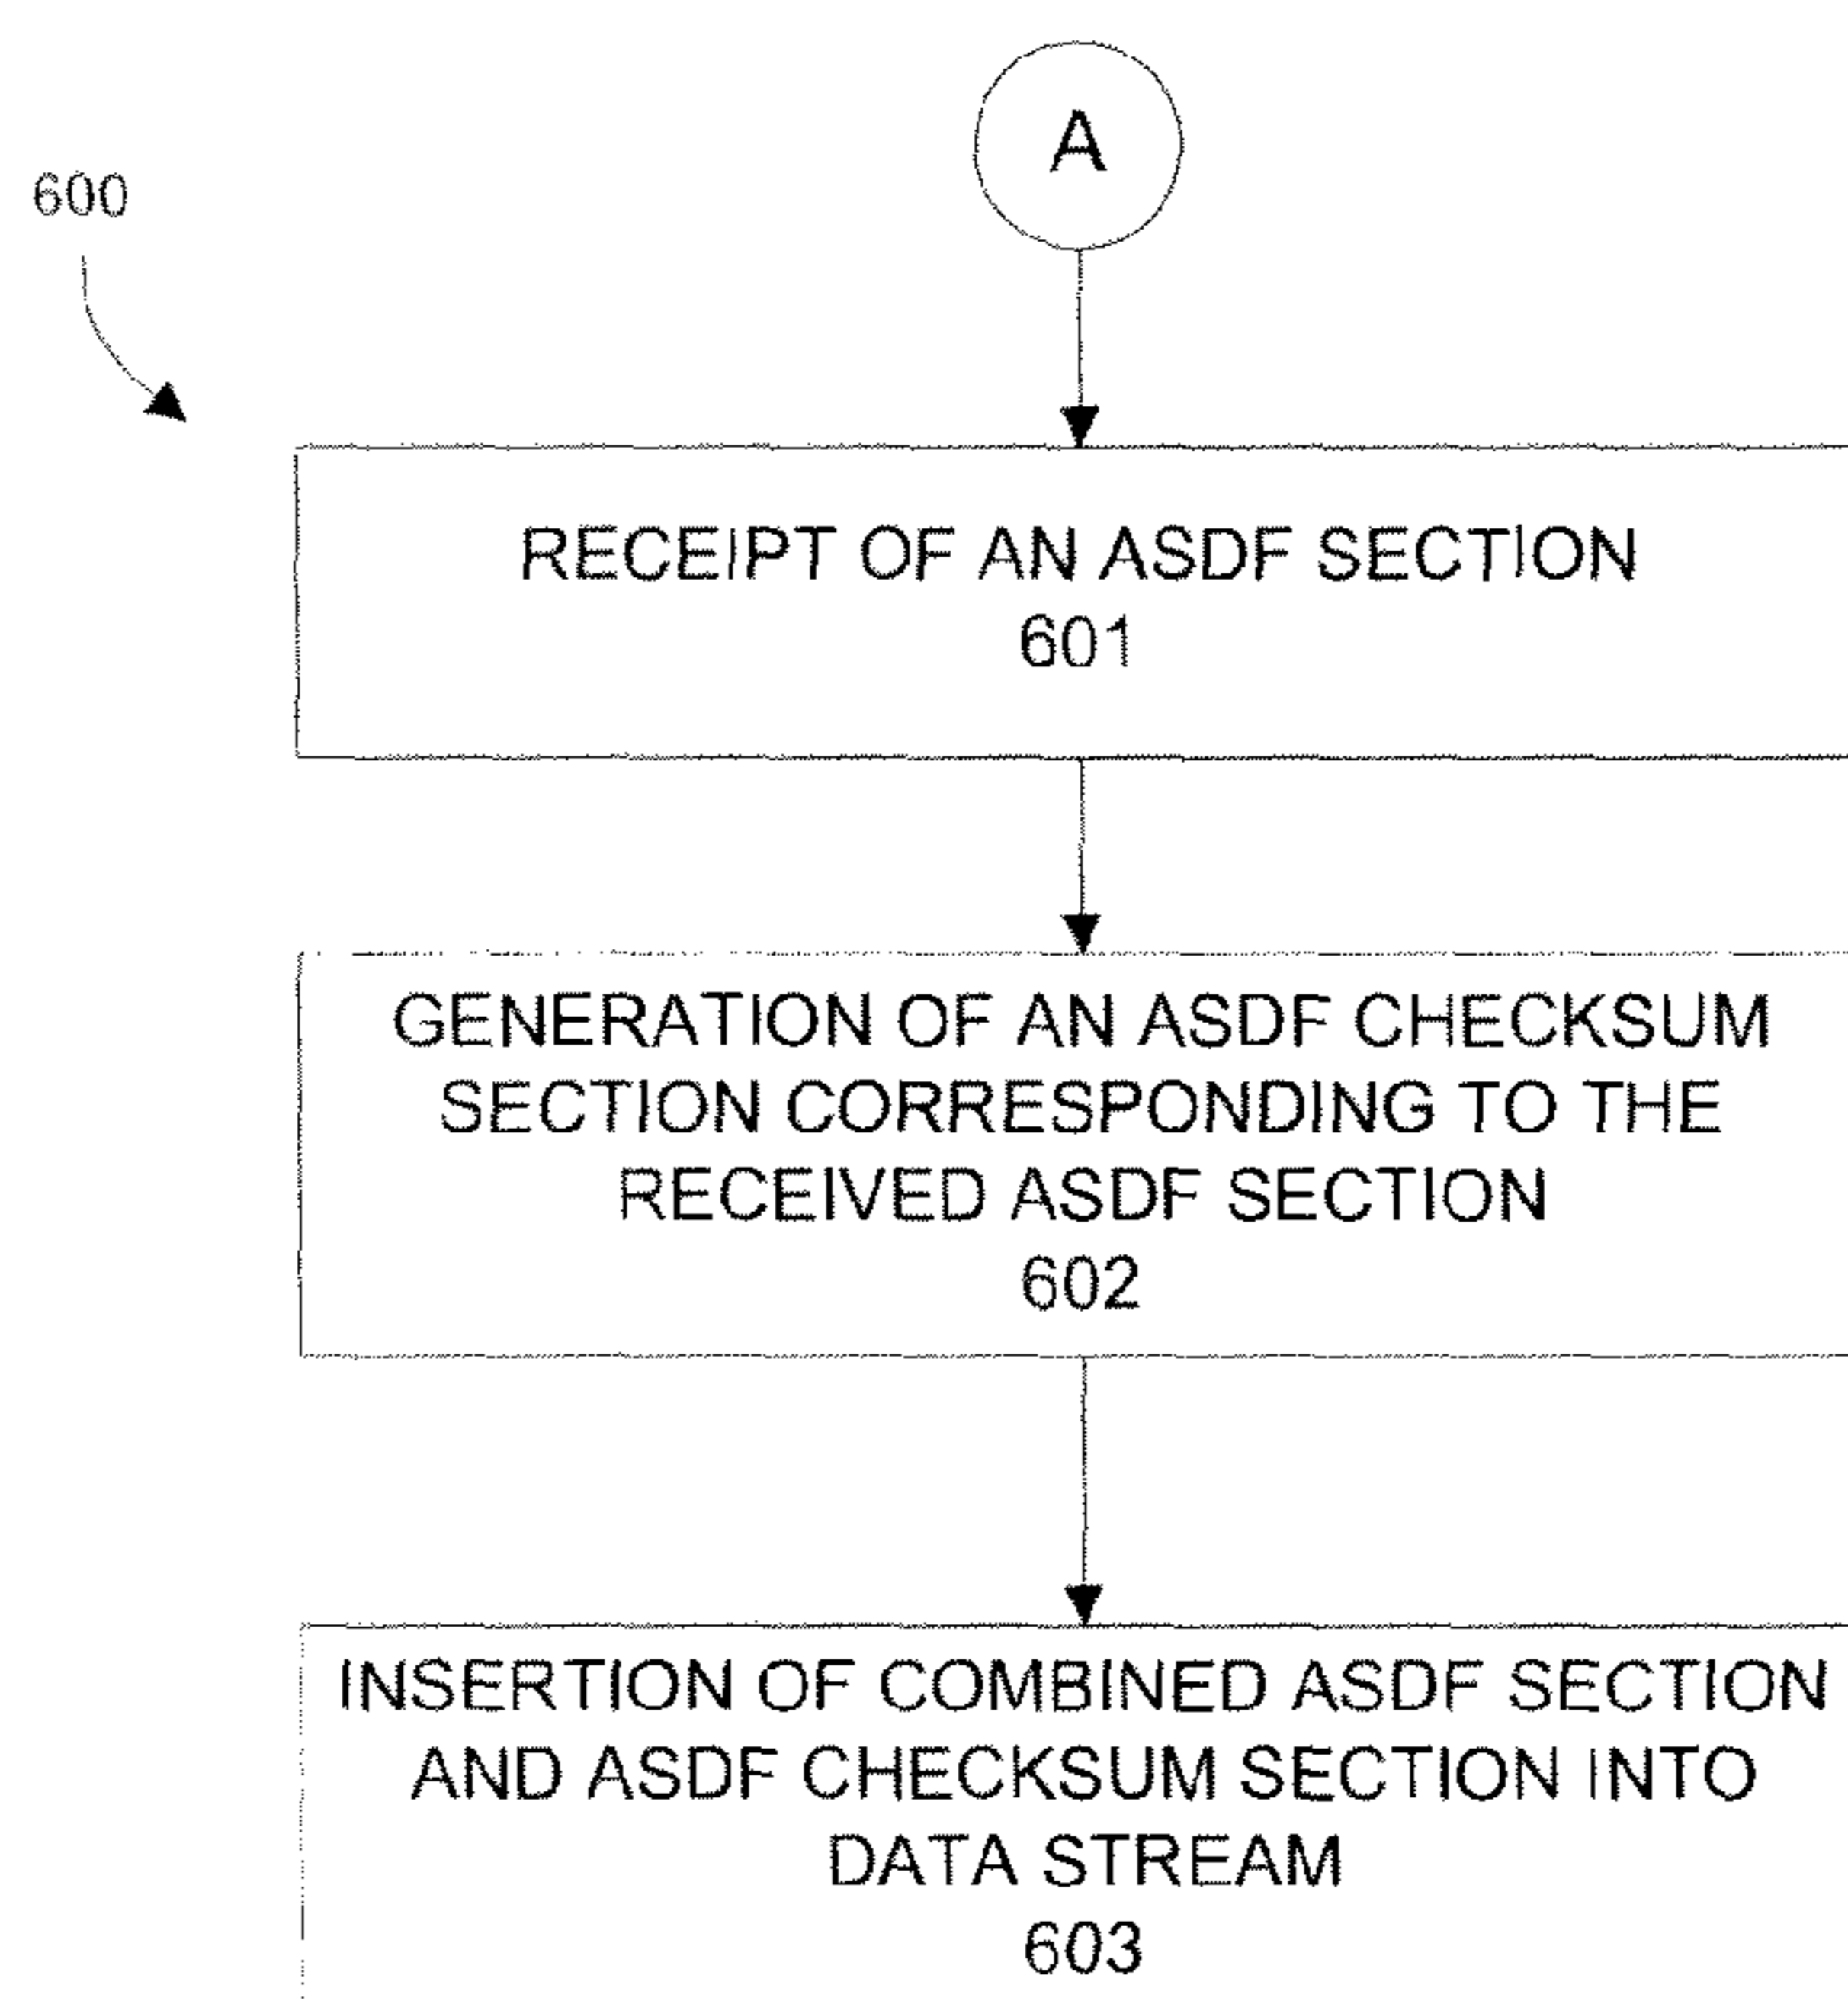 A
600
RECEIPT OF AN ASDF SECTION
601
GENERATION OF AN ASDF CHECKSUM
SECTION CORRESPONDING TO THE
RECEIVED ASDF SECTION
602
INSERTION OF COMBINED ASDF SECTION
AND ASDF CHECKSUM SECTION INTO
DATA STREAM
603